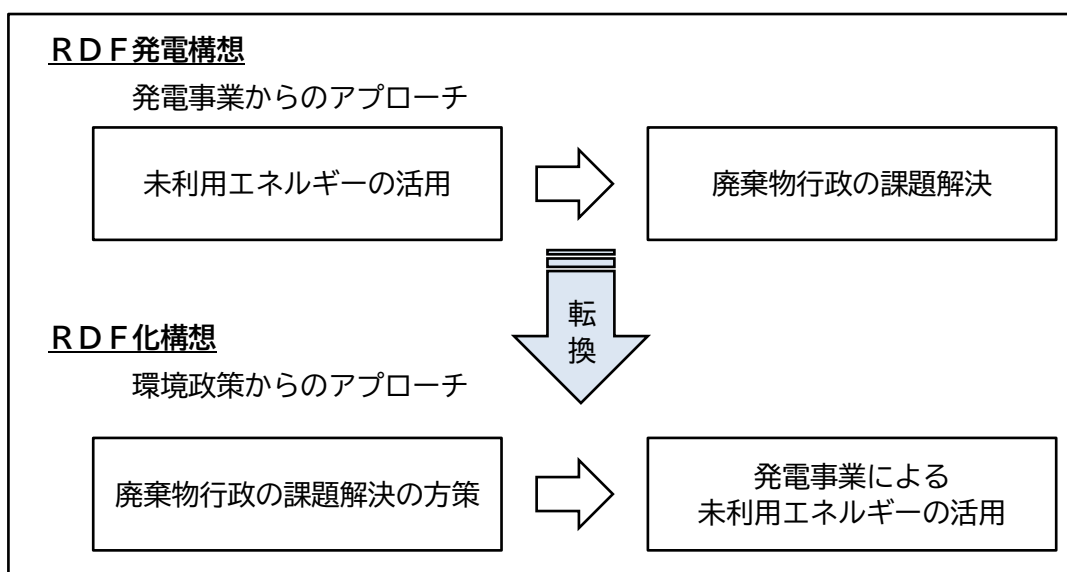 ＲＤＦ発電構想
発電事業からのアプローチ
未利用エネルギーの活用
廃棄物行政の課題解決
転
換
ＲＤＦ化構想
環境政策からのアプローチ
廃棄物行政の課題解決の方策
発電事業による
未利用エネルギーの活用